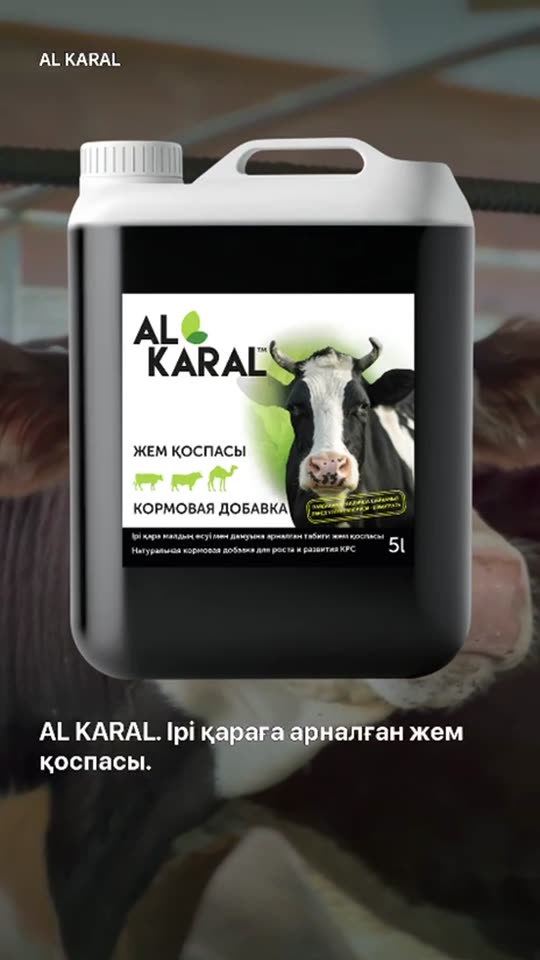 AL KARAL
AL
KARAL™
ЖЕМ ҚОСПАСЫ
КОРМОВАЯ ДОБАВКА
Ірі қара малдың өсуі мен дамуына арналған табиғи жем қоспасы
Натуральная кормовая добавка для роста и развития КРС
5l
AL KARAL. Ірі қараға арналған жем
қоспасы.